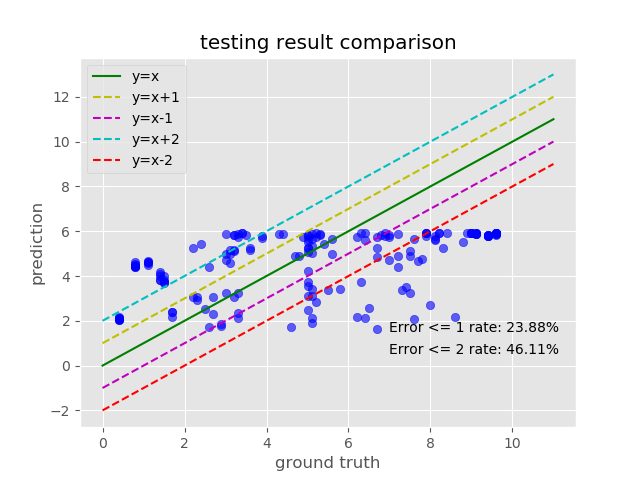 testing result comparison
y=x
y=x+1
y=x-1
y=x+2
y=x-2
12
10
8
6
4
2
0
−2
prediction
Error <= 1 rate: 23.88%
Error <= 2 rate: 46.11%
0 2 4 6 8 10
ground truth